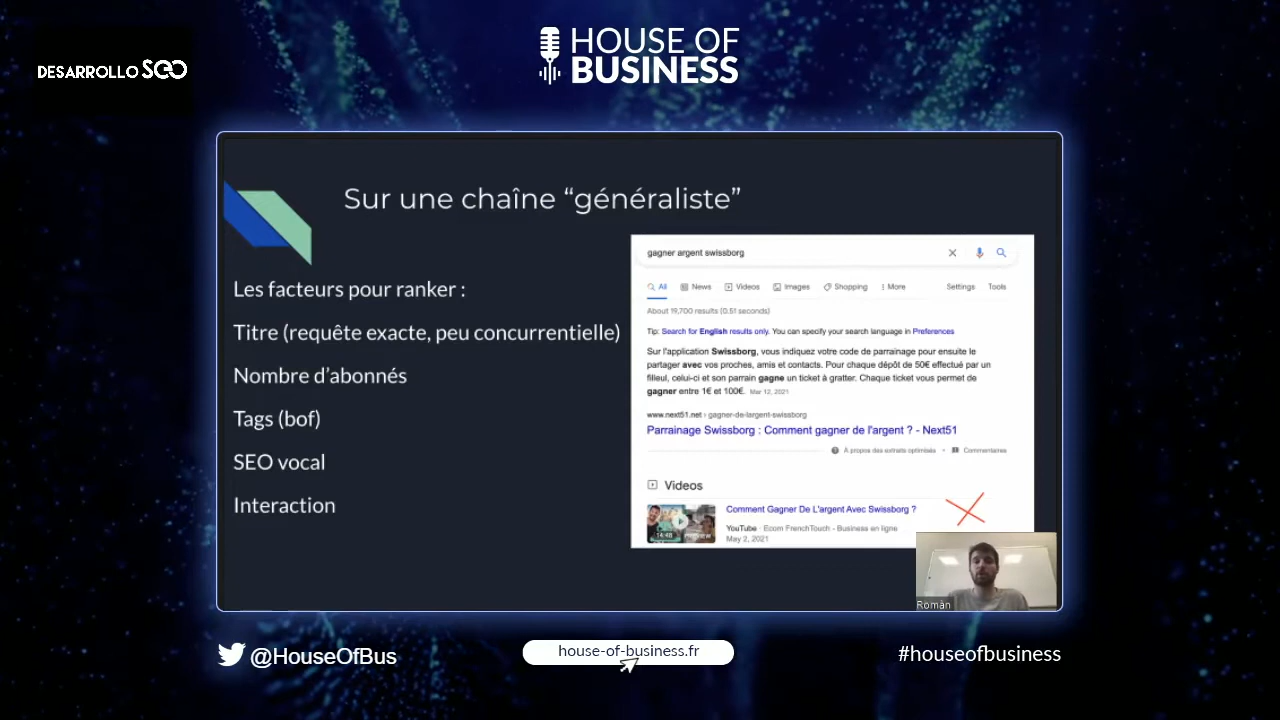 DESARROLLO SEO
HOUSE OF
BUSINESS
Sur une chaîne “généraliste”
Les facteurs pour ranker :
Titre (requête exacte, peu concurrentielle)
Nombre d’abonnés
Tags (bof)
SEO vocal
Interaction
gagner argent swissborg
All News Videos Images Shopping More Settings Tools
About 19,700 results (0.51 seconds)
Tip: Search for English results only. You can specify your search language in Preferences
Sur l'application Swissborg, vous indiquez votre code de parrainage pour ensuite le
partager avec vos proches, amis et contacts. Pour chaque dépôt de 50€ effectué par un
filleul, celui-ci et son parrain gagne un ticket à gratter. Chaque ticket vous permet de
gagner entre 1€ et 100€. Mar 12, 2021
www.next51.net › gagner-de-largent-swissborg
Parrainage Swissborg : Comment gagner de l'argent ? - Next51
À propos des extraits optimisés • Commentaires
Videos
Comment Gagner De L'argent Avec Swissborg ?
YouTube · Ecom FrenchTouch - Business en ligne
May 2, 2021
14:48
Romàn
@HouseOfBus
house-of-business.fr
#houseofbusiness